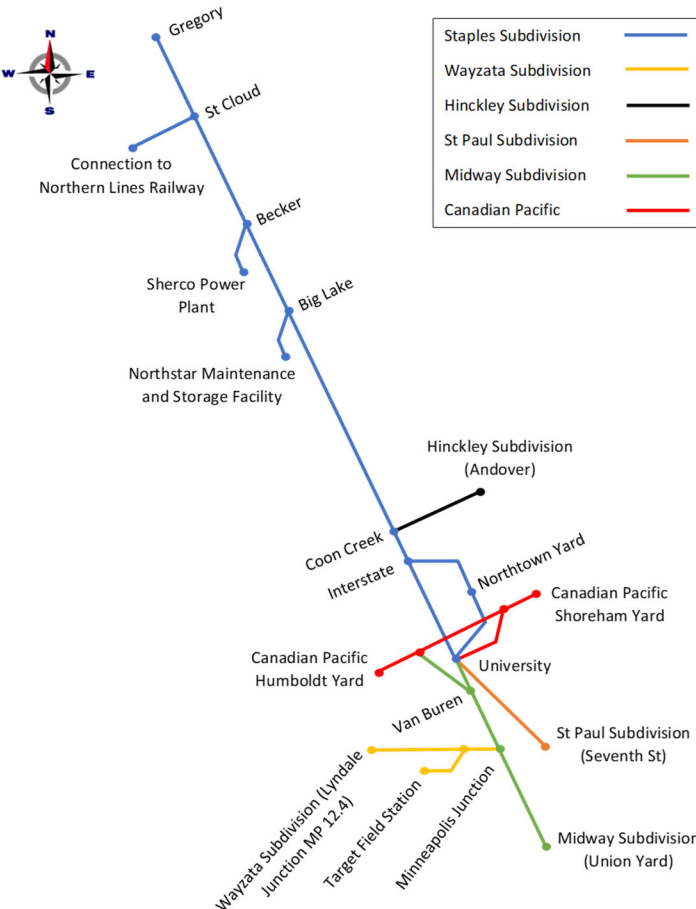 N
W
E
S
Gregory
St Cloud
Connection to
Northern Lines Railway
Becker
Sherco Power
Plant
Big Lake
Northstar Maintenance
and Storage Facility
Staples Subdivision
Wayzata Subdivision
Hinckley Subdivision
St Paul Subdivision
Midway Subdivision
Canadian Pacific
Hinckley Subdivision
(Andover)
Coon Creek
Interstate
Northtown Yard
Canadian Pacific
Shoreham Yard
Canadian Pacific
Humboldt Yard
University
Van Buren
St Paul Subdivision
(Seventh St)
Wayzata Subdivision (Lyndale
Junction MP 12.4)
Target Field Station
Minneapolis Junction
Midway Subdivision
(Union Yard)